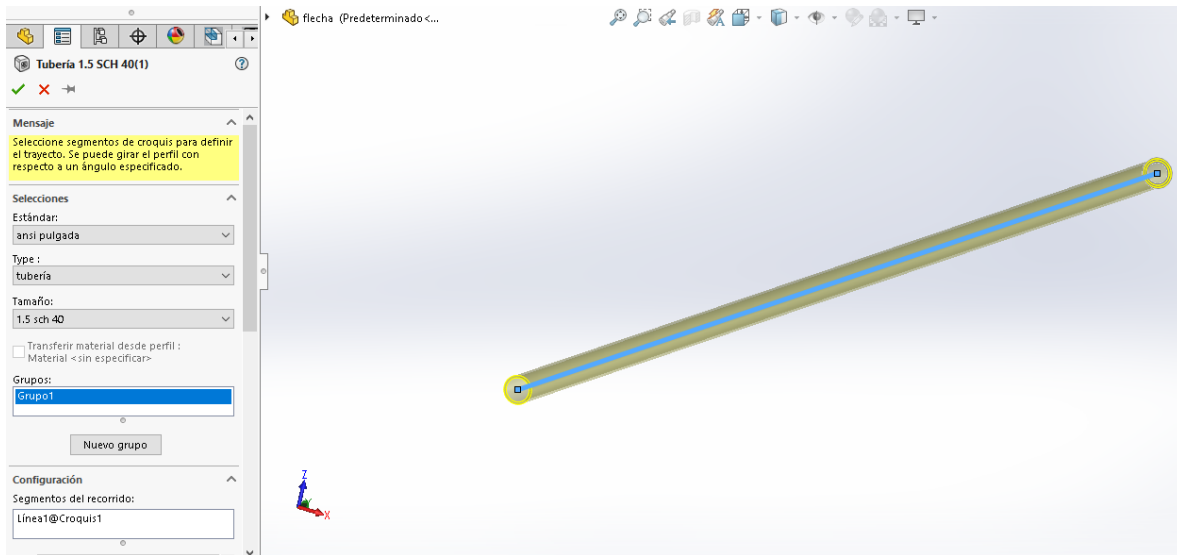 flecha (Predeterminado<...
Tubería 1.5 SCH 40(1)
Mensaje
Seleccione segmentos de croquis para definir
el trayecto. Se puede girar el perfil con
respecto a un ángulo especificado.
Selecciones
Estándar:
ansi pulgada
Type :
tubería
Tamaño:
1.5 sch 40
Transferir material desde perfil :
Material <sin especificar>
Grupos:
Grupo1
Nuevo grupo
Configuración
Segmentos del recorrido:
Línea1@Croquis1
Z
X